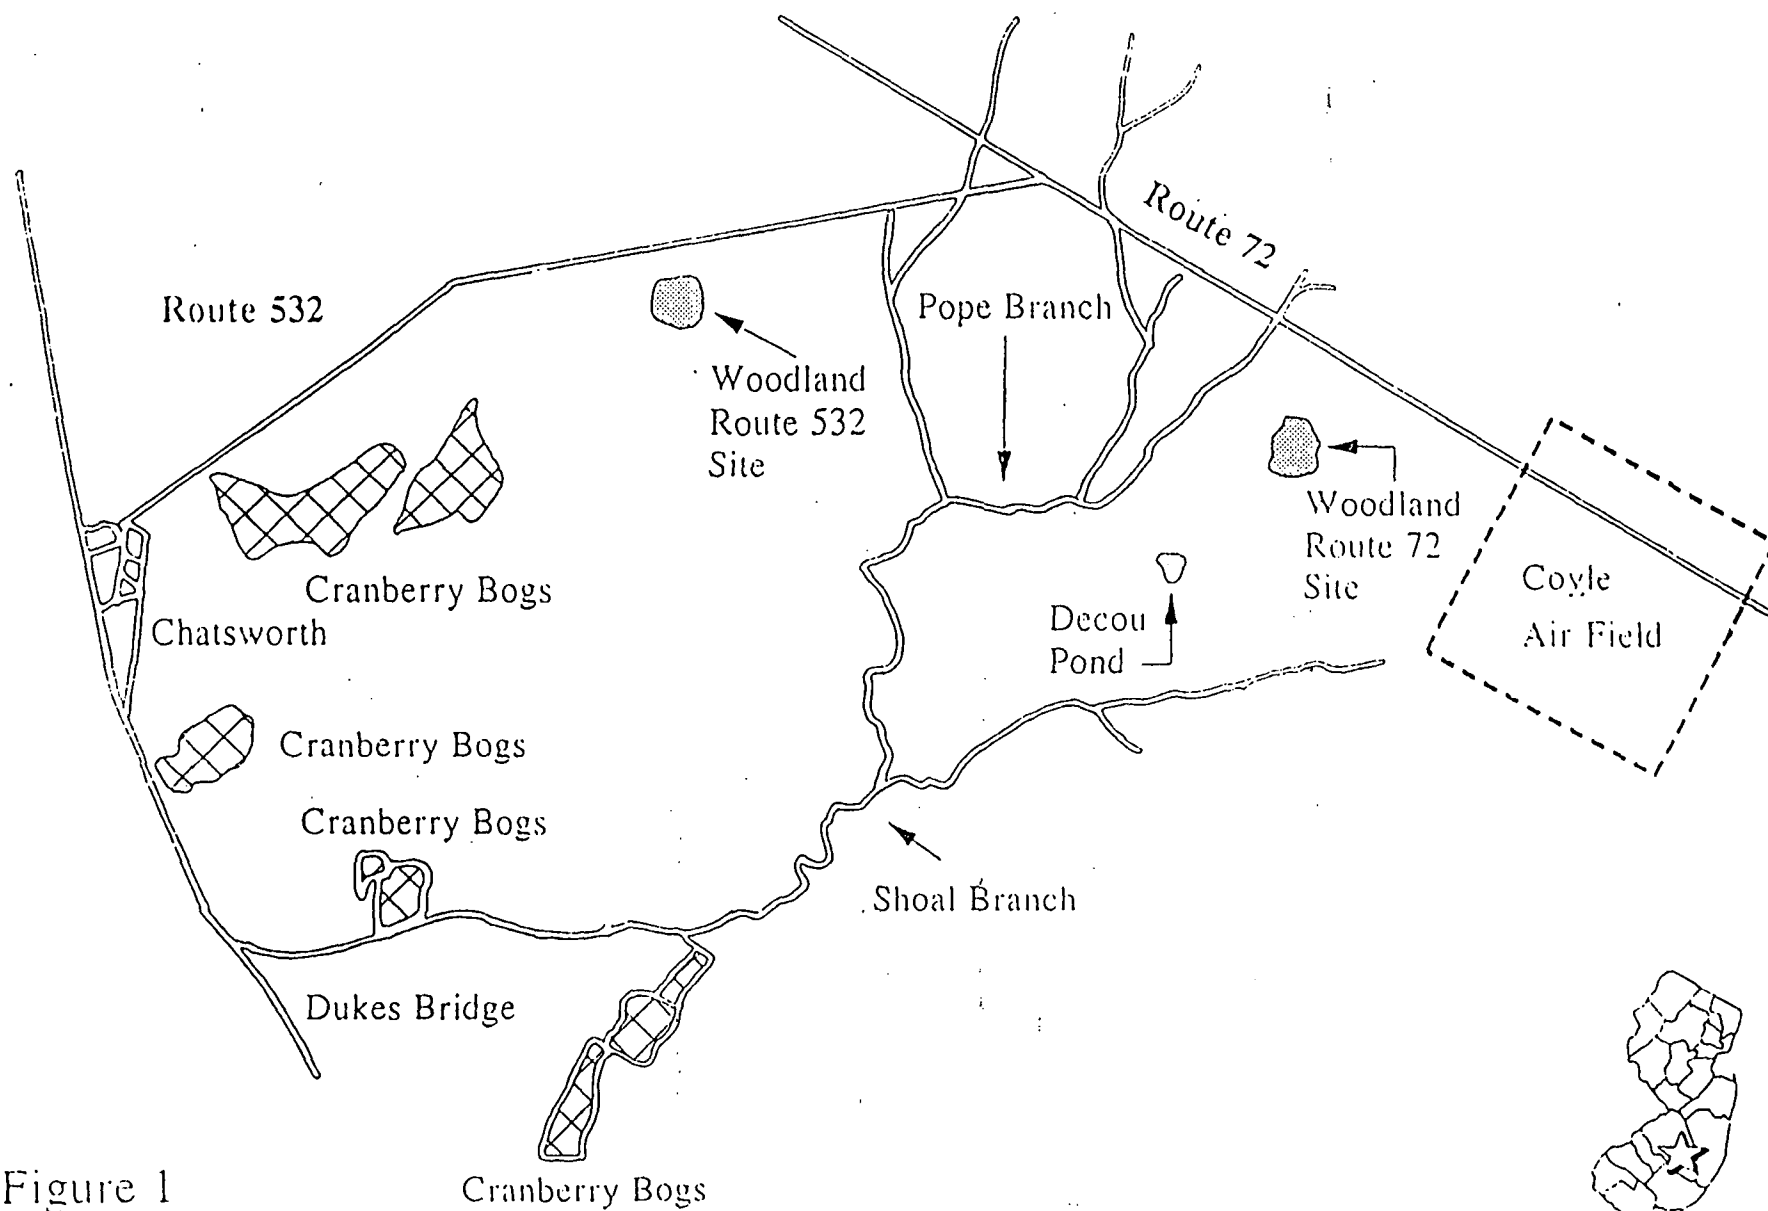 Route 72
Route 532
Pope Branch
Woodland
Route 532
Site
Woodland
Route 72
Site
Coyle
Air Field
Cranberry Bogs
Chatsworth
Decou
Pond
Cranberry Bogs
Cranberry Bogs
Shoal Branch
Dukes Bridge
Cranberry Bogs
Figure 1